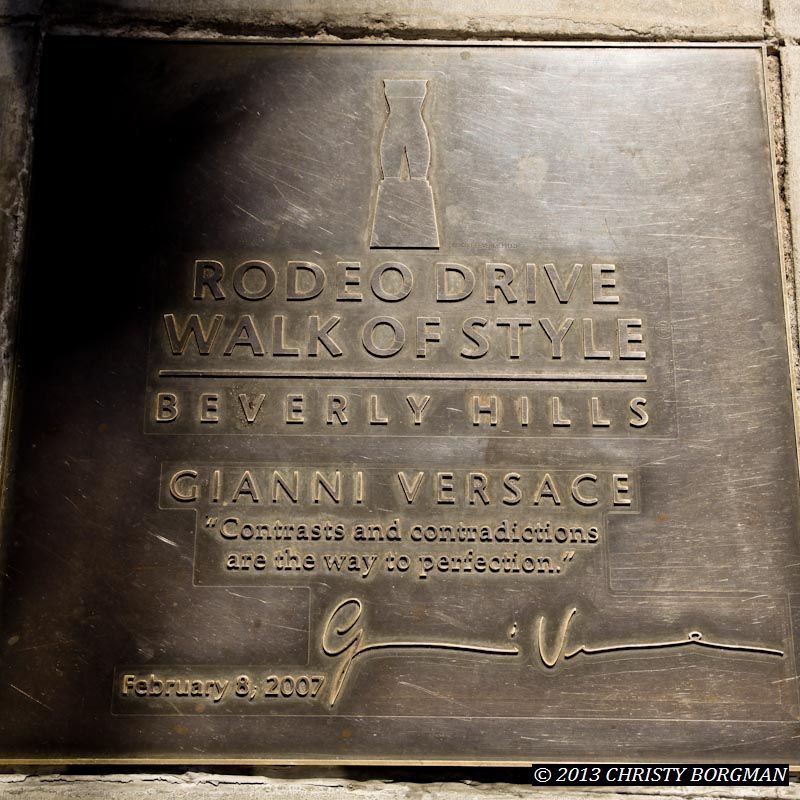 RODEO DRIVE
WALK OF STYLE
BEVERLY HILLS
GIANNI VERSACE
"Contrasts and contradictions
are the way to perfection."
February 8, 2007
© 2013 CHRISTY BORGMAN